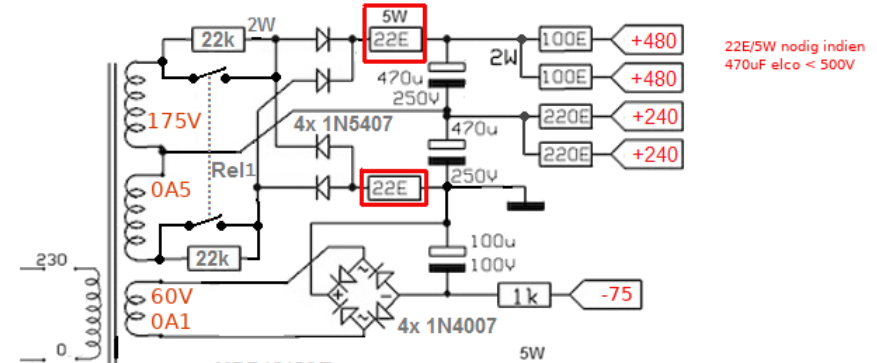 5W
2W
22k
22E
100E
+480
22E/5W nodig indien
470uF elco < 500V
2W
470u
250V
100E
+480
175V
4x 1N5407
220E
+240
470u
220E
+240
Rel1
0A5
22E
250V
22k
100u
100V
230
60V
0A1
1k
-75
4x 1N4007
0
5W